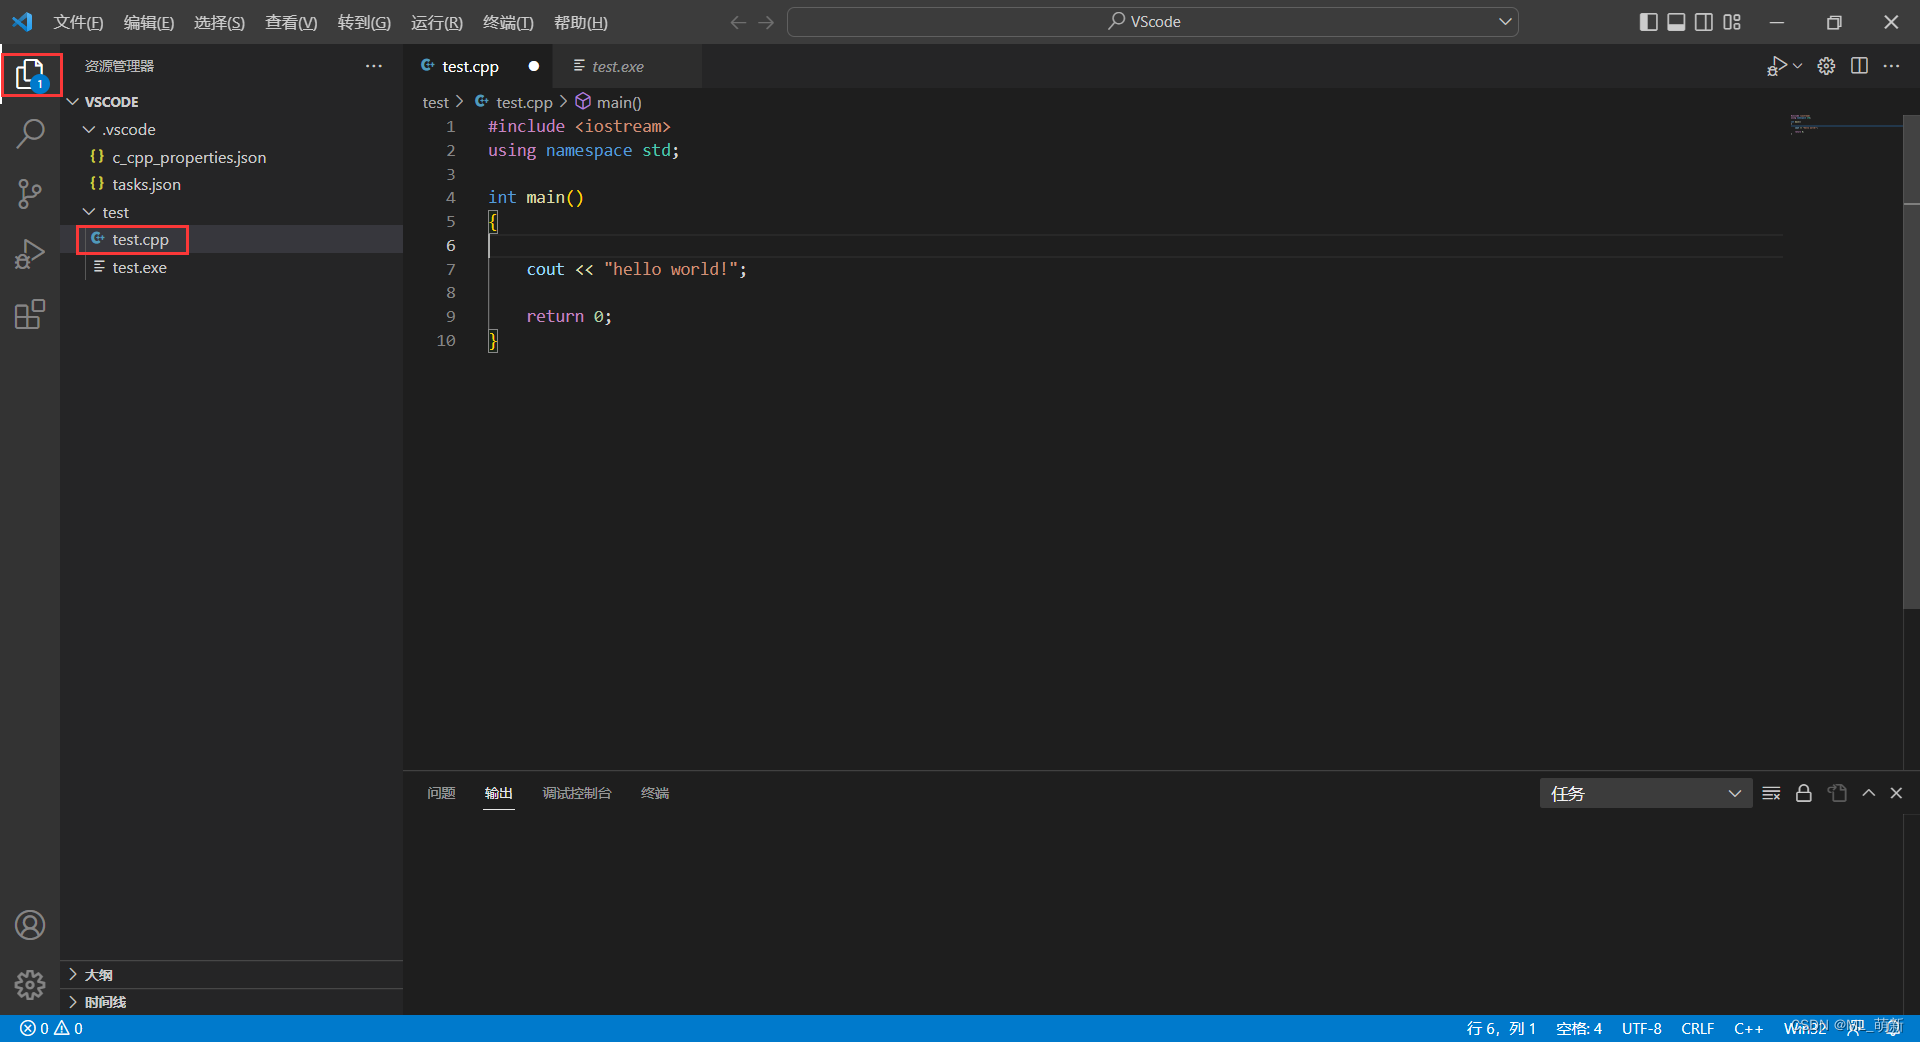 文件(F) 编辑(E) 选择(S) 查看(V) 转到(G) 运行(R) 终端(T) 帮助(H) VScode
1
资源管理器
VSCODE
.vscode
c_cpp_properties.json
tasks.json
test
test.cpp
test.exe
大纲
时间线
test.cpp test.exe
test test.cpp main()
1 #include <iostream>
2 using namespace std;
3
4 int main()
5 {
6
7 cout << "hello world!";
8
9 return 0;
10 }
问题 输出 调试控制台 终端 任务
0 0 行 6，列 1 空格: 4 UTF-8 CRLF C++ Win32